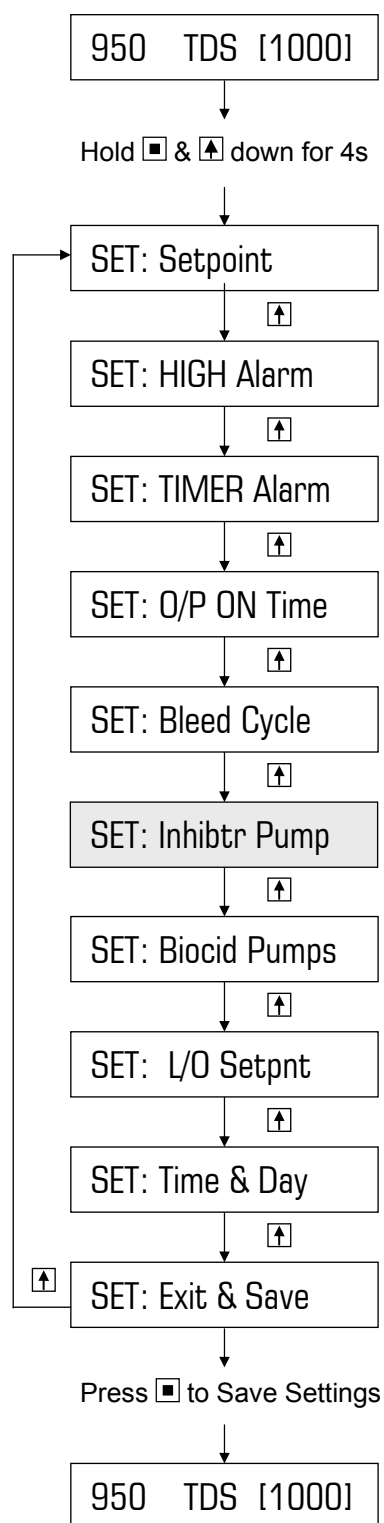 950 TDS [1000]
Hold & down for 4s
SET: Setpoint
SET: HIGH Alarm
SET: TIMER Alarm
SET: O/P ON Time
SET: Bleed Cycle
SET: Inhibtr Pump
SET: Biocid Pumps
SET: L/O Setpnt
SET: Time & Day
SET: Exit & Save
Press to Save Settings
950 TDS [1000]